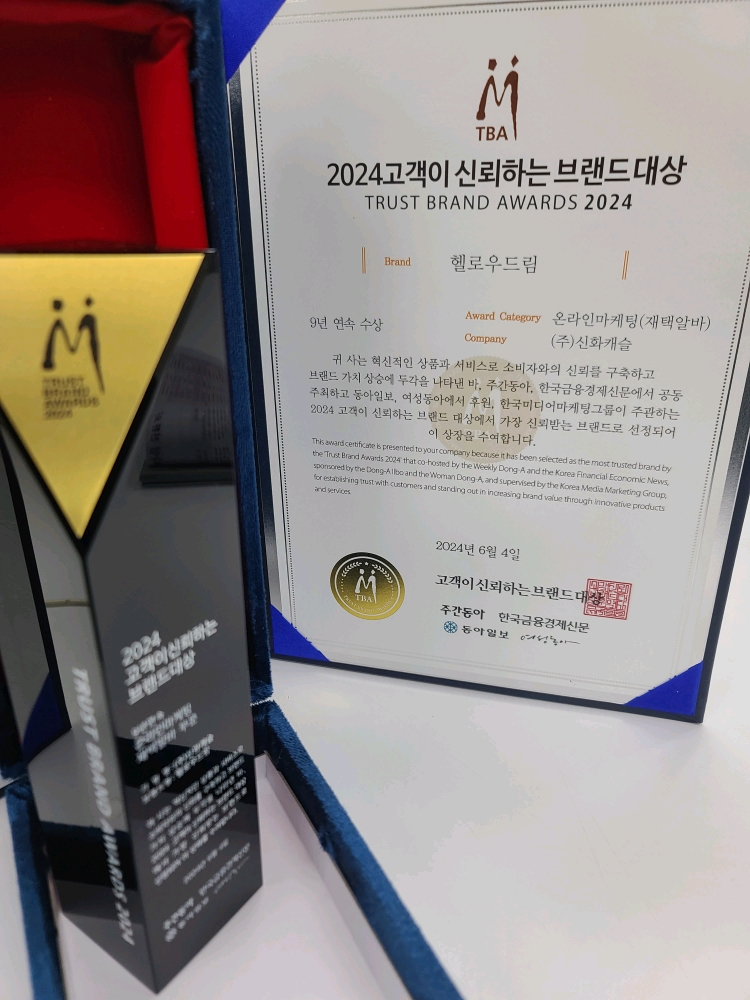 TBA
2024고객이 신뢰하는 브랜드대상
TRUST BRAND AWARDS 2024
Brand 헬로우드림
9년 연속 수상
Award Category 온라인마케팅(재택알바)
Company (주)신화캐슬
귀 사는 혁신적인 상품과 서비스로 소비자와의 신뢰를 구축하고
브랜드 가치 상승에 두각을 나타낸 바, 주간동아, 한국금융경제신문에서 공동
주최하고 동아일보, 여성동아에서 후원, 한국미디어마케팅그룹이 주관하는
2024 고객이 신뢰하는 브랜드 대상에서 가장 신뢰받는 브랜드로 선정되어
이 상장을 수여합니다.
This award certificate is presented to your company because it has been selected as the most trusted brand by
the 'Trust Brand Awards 2024' that co-hosted by the Weekly Dong-A and the Korea Financial Economic News,
sponsored by the Dong-A Ilbo and the Woman Dong-A, and supervised by the Korea Media Marketing Group,
for establishing trust with customers and standing out in increasing brand value through innovative products
and services.
2024년 6월 4일
고객이신뢰하는브랜드대상
주간동아 한국금융경제신문
동아일보 여성동아
TBA
TRUST
BRAND
AWARDS
2024
2024
고객이신뢰하는
브랜드대상
TRUST BRAND AWARDS 2024